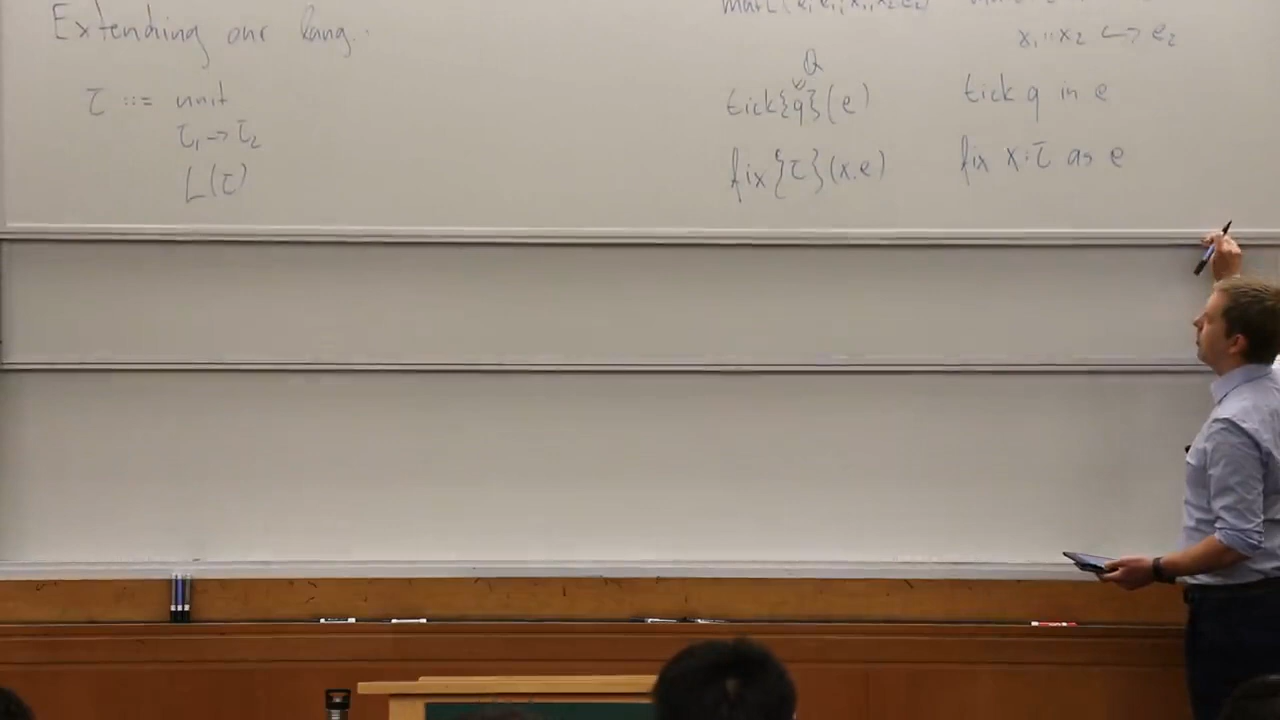 Extending our lang..
τ ::= unit
τ₁ → τ₂
L(τ)
x₁::x₂ ↪ e₂
Q
tick{q}(e) tick q in e
fix{τ}(x.e) fix x:τ as e